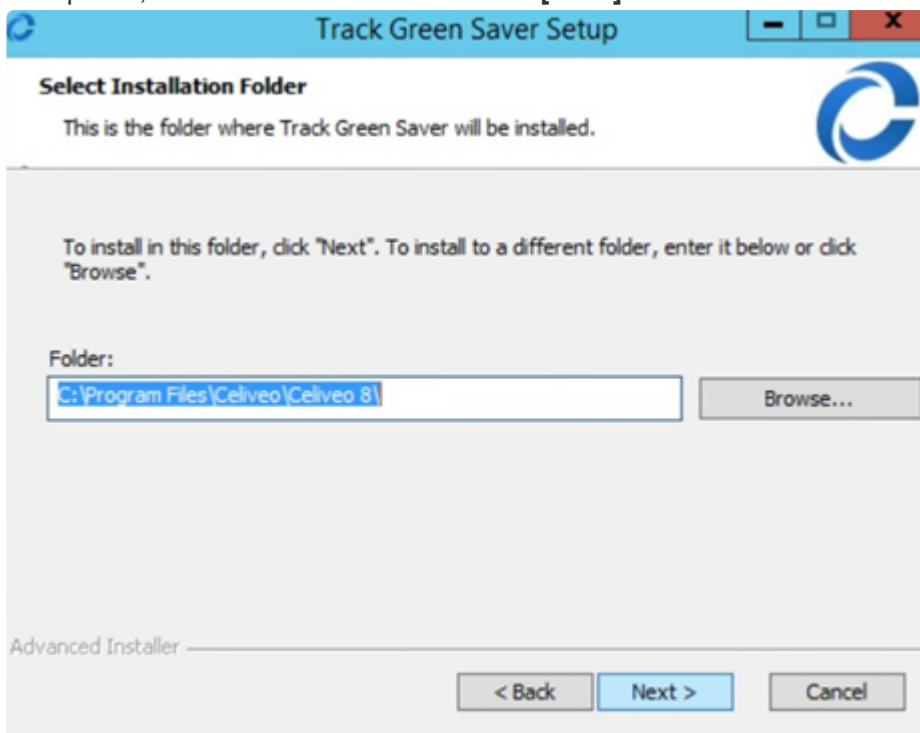 Track Green Saver Setup
Select Installation Folder
This is the folder where Track Green Saver will be installed.
To install in this folder, click "Next". To install to a different folder, enter it below or click
"Browse".
Folder:
C:\Program Files\Celiveo\Celiveo 8\
Browse...
Advanced Installer
< Back
Next >
Cancel